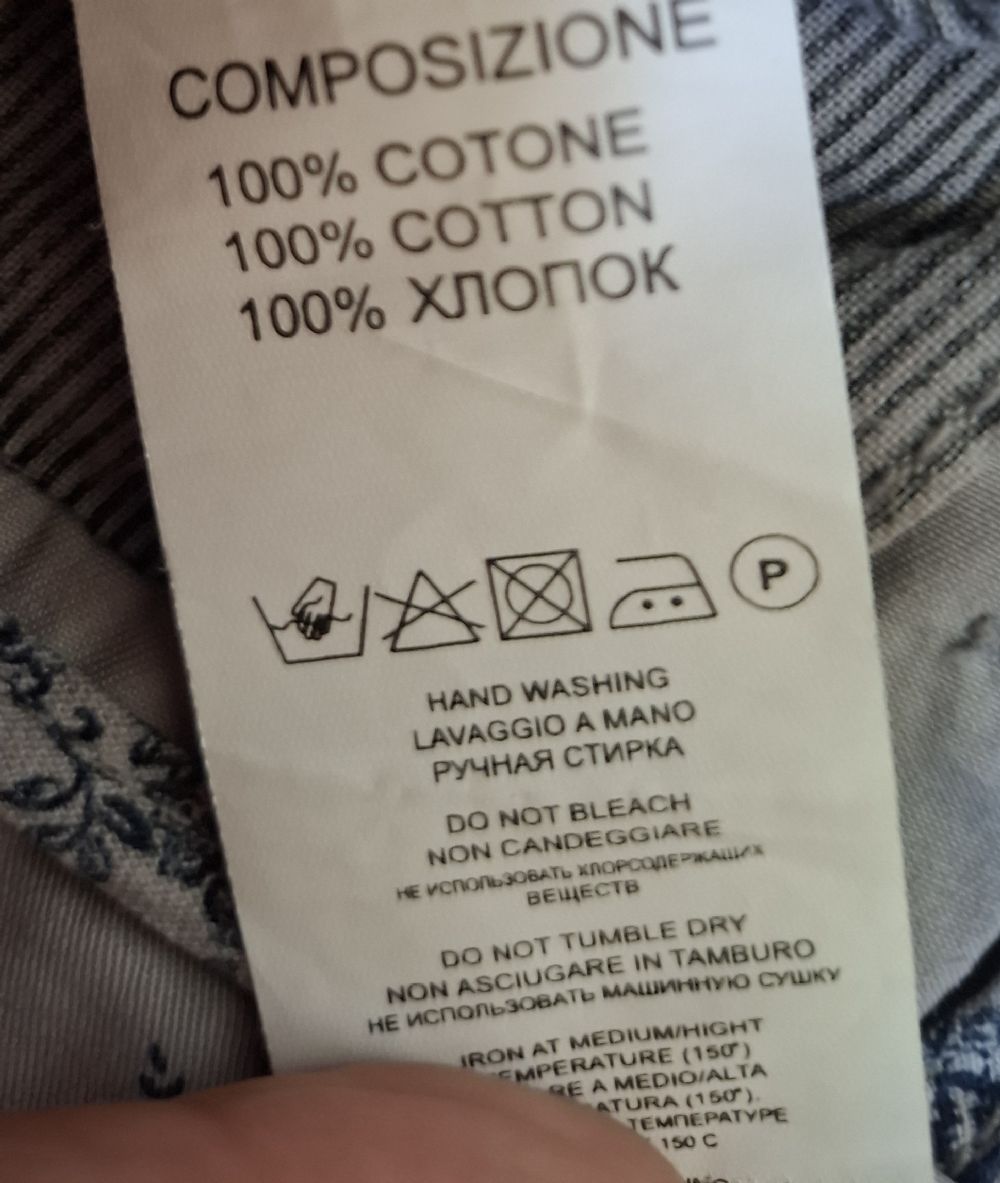 COMPOSIZIONE
100% COTONE
100% COTTON
100% ХЛОПОК
P
HAND WASHING
LAVAGGIO A MANO
РУЧНАЯ СТИРКА
DO NOT BLEACH
NON CANDEGGIARE
НЕ ИСПОЛЬЗОВАТЬ ХЛОРСОДЕРЖАЩИХ
ВЕЩЕСТВ
DO NOT TUMBLE DRY
NON ASCIUGARE IN TAMBURO
НЕ ИСПОЛЬЗОВАТЬ МАШИННУЮ СУШКУ
IRON AT MEDIUM/HIGHT
EMPERATURE (150°)
RE A MEDIO/ALTA
ATURA (150°).
ТЕМПЕРАТУРЕ
150 C